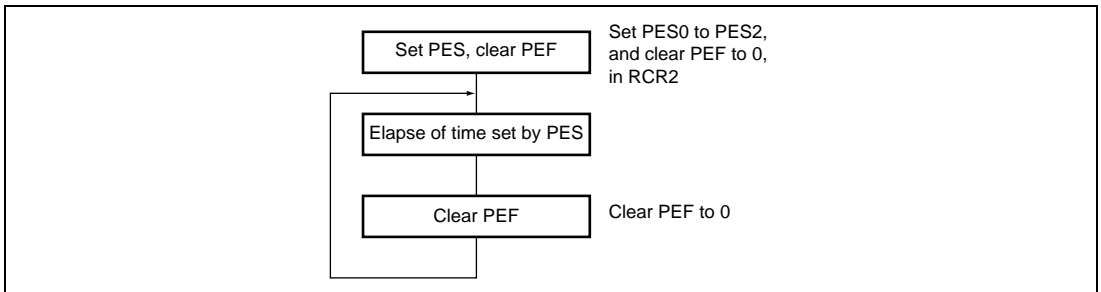 Set PES, clear PEF
Set PES0 to PES2,
and clear PEF to 0,
in RCR2
Elapse of time set by PES
Clear PEF
Clear PEF to 0